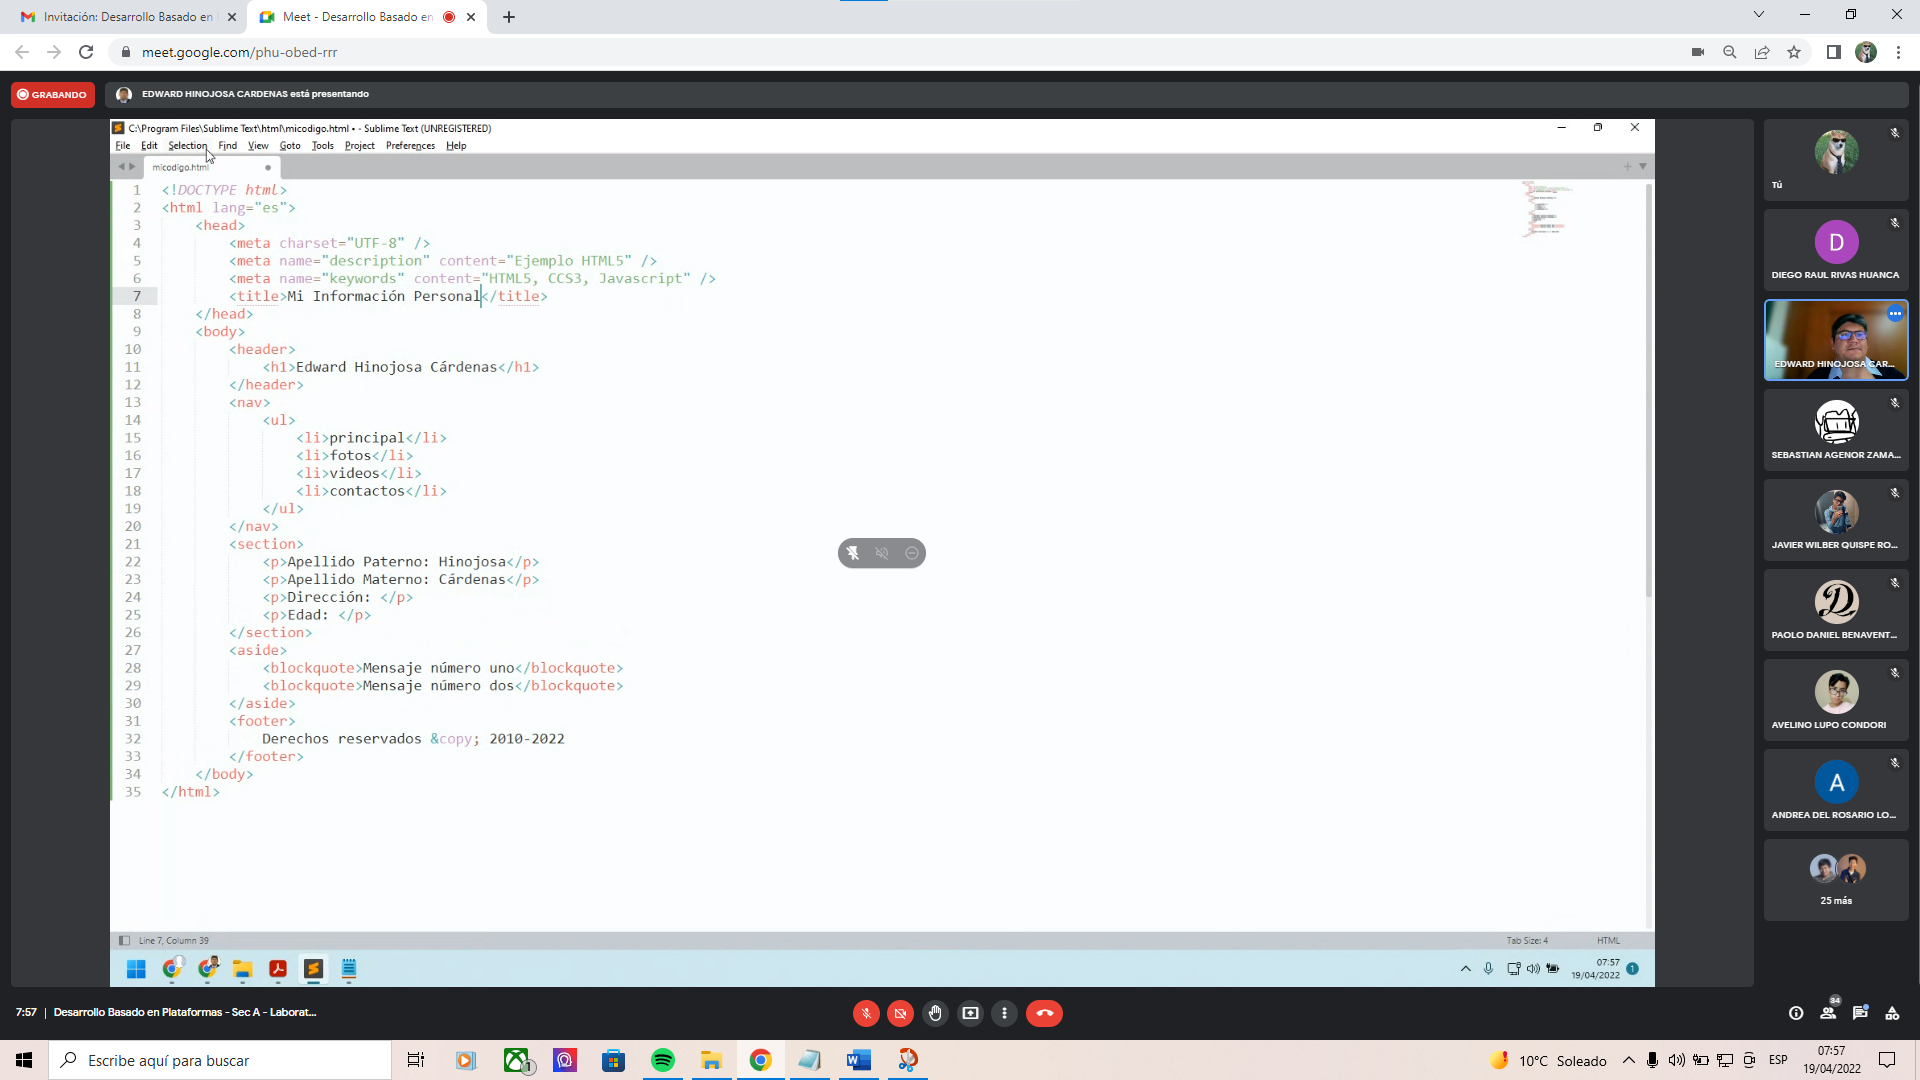 Invitación: Desarrollo Basado en
Meet - Desarrollo Basado en
meet.google.com/phu-obed-rrr
GRABANDO
EDWARD HINOJOSA CARDENAS está presentando
C:\Program Files\Sublime Text\html\micodigo.html • - Sublime Text (UNREGISTERED)
File Edit Selection Find View Goto Tools Project Preferences Help
micodigo.html
1 <!DOCTYPE html>
2 <html lang="es">
3 <head>
4 <meta charset="UTF-8" />
5 <meta name="description" content="Ejemplo HTML5" />
6 <meta name="keywords" content="HTML5, CCS3, Javascript" />
7 <title>Mi Información Personal</title>
8 </head>
9 <body>
10 <header>
11 <h1>Edward Hinojosa Cárdenas</h1>
12 </header>
13 <nav>
14 <ul>
15 <li>principal</li>
16 <li>fotos</li>
17 <li>videos</li>
18 <li>contactos</li>
19 </ul>
20 </nav>
21 <section>
22 <p>Apellido Paterno: Hinojosa</p>
23 <p>Apellido Materno: Cárdenas</p>
24 <p>Dirección: </p>
25 <p>Edad: </p>
26 </section>
27 <aside>
28 <blockquote>Mensaje número uno</blockquote>
29 <blockquote>Mensaje número dos</blockquote>
30 </aside>
31 <footer>
32 Derechos reservados &copy; 2010-2022
33 </footer>
34 </body>
35 </html>
Line 7, Column 39
Tab Size: 4
HTML
07:57
19/04/2022
1
Tú
D
DIEGO RAUL RIVAS HUANCA
EDWARD HINOJOSA CAR...
SEBASTIAN AGENOR ZAMA...
JAVIER WILBER QUISPE RO...
D
PAOLO DANIEL BENAVENT...
AVELINO LUPO CONDORI
A
ANDREA DEL ROSARIO LO...
25 más
7:57 | Desarrollo Basado en Plataformas - Sec A - Laborat...
34
Escribe aquí para buscar
1
10°C Soleado
ESP
07:57
19/04/2022